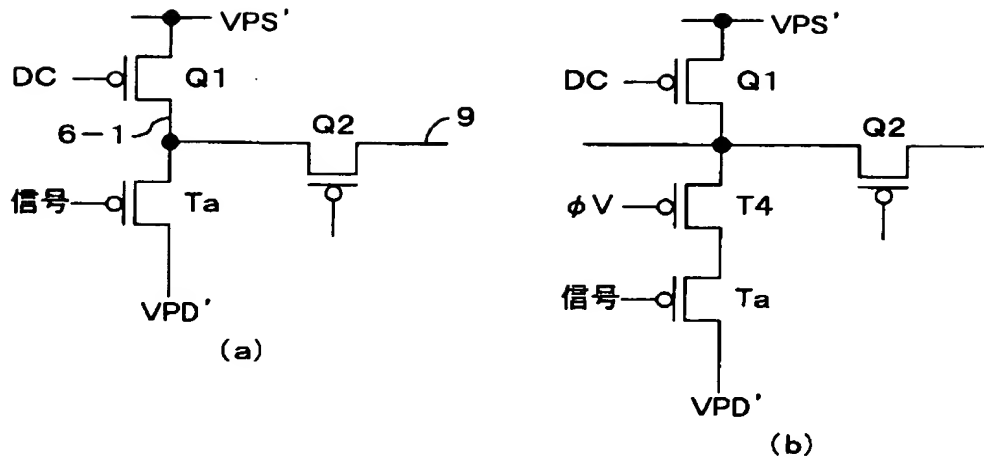 VPS'
DC
Q1
6-1
Q2
9
信号
Ta
VPD'
(a)
VPS'
DC
Q1
Q2
φV
T4
信号
Ta
VPD'
(b)